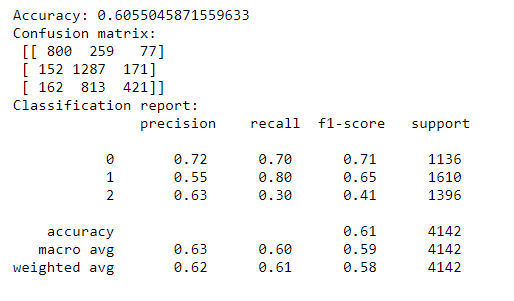 Accuracy: 0.6055045871559633
Confusion matrix:
[[ 800 259 77]
[ 152 1287 171]
[ 162 813 421]]
Classification report:
precision recall f1-score support
0 0.72 0.70 0.71 1136
1 0.55 0.80 0.65 1610
2 0.63 0.30 0.41 1396
accuracy 0.61 4142
macro avg 0.63 0.60 0.59 4142
weighted avg 0.62 0.61 0.58 4142